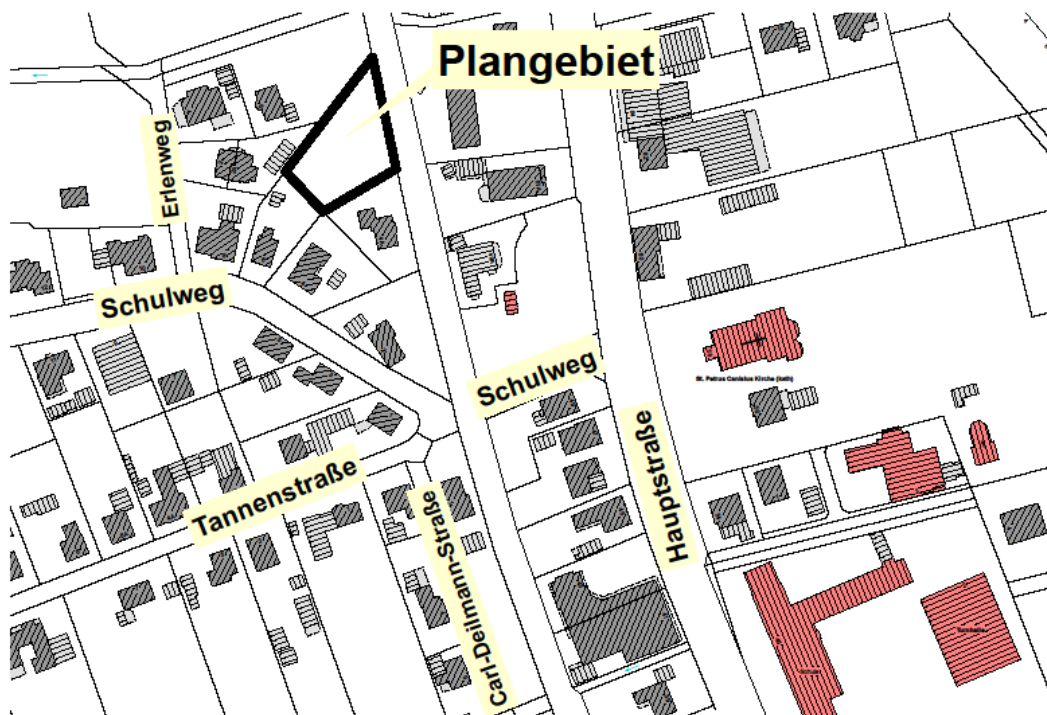 Plangebiet
Erlenweg
Schulweg
Schulweg
St. Petrus Canisius Kirche (kath)
Hauptstraße
Tannenstraße
Carl-Deilmann-Straße